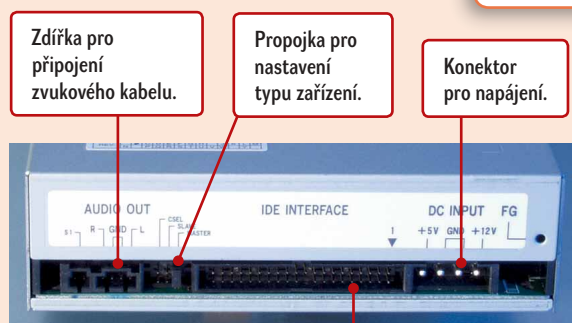 Zdířka pro
připojení
zvukového kabelu.
Propojka pro
nastavení
typu zařízení.
Konektor
pro napájení.
AUDIO OUT
S1 R GND L
CSEL
SLAVE
MASTER
IDE INTERFACE
1
DC INPUT FG
+5V GND +12V